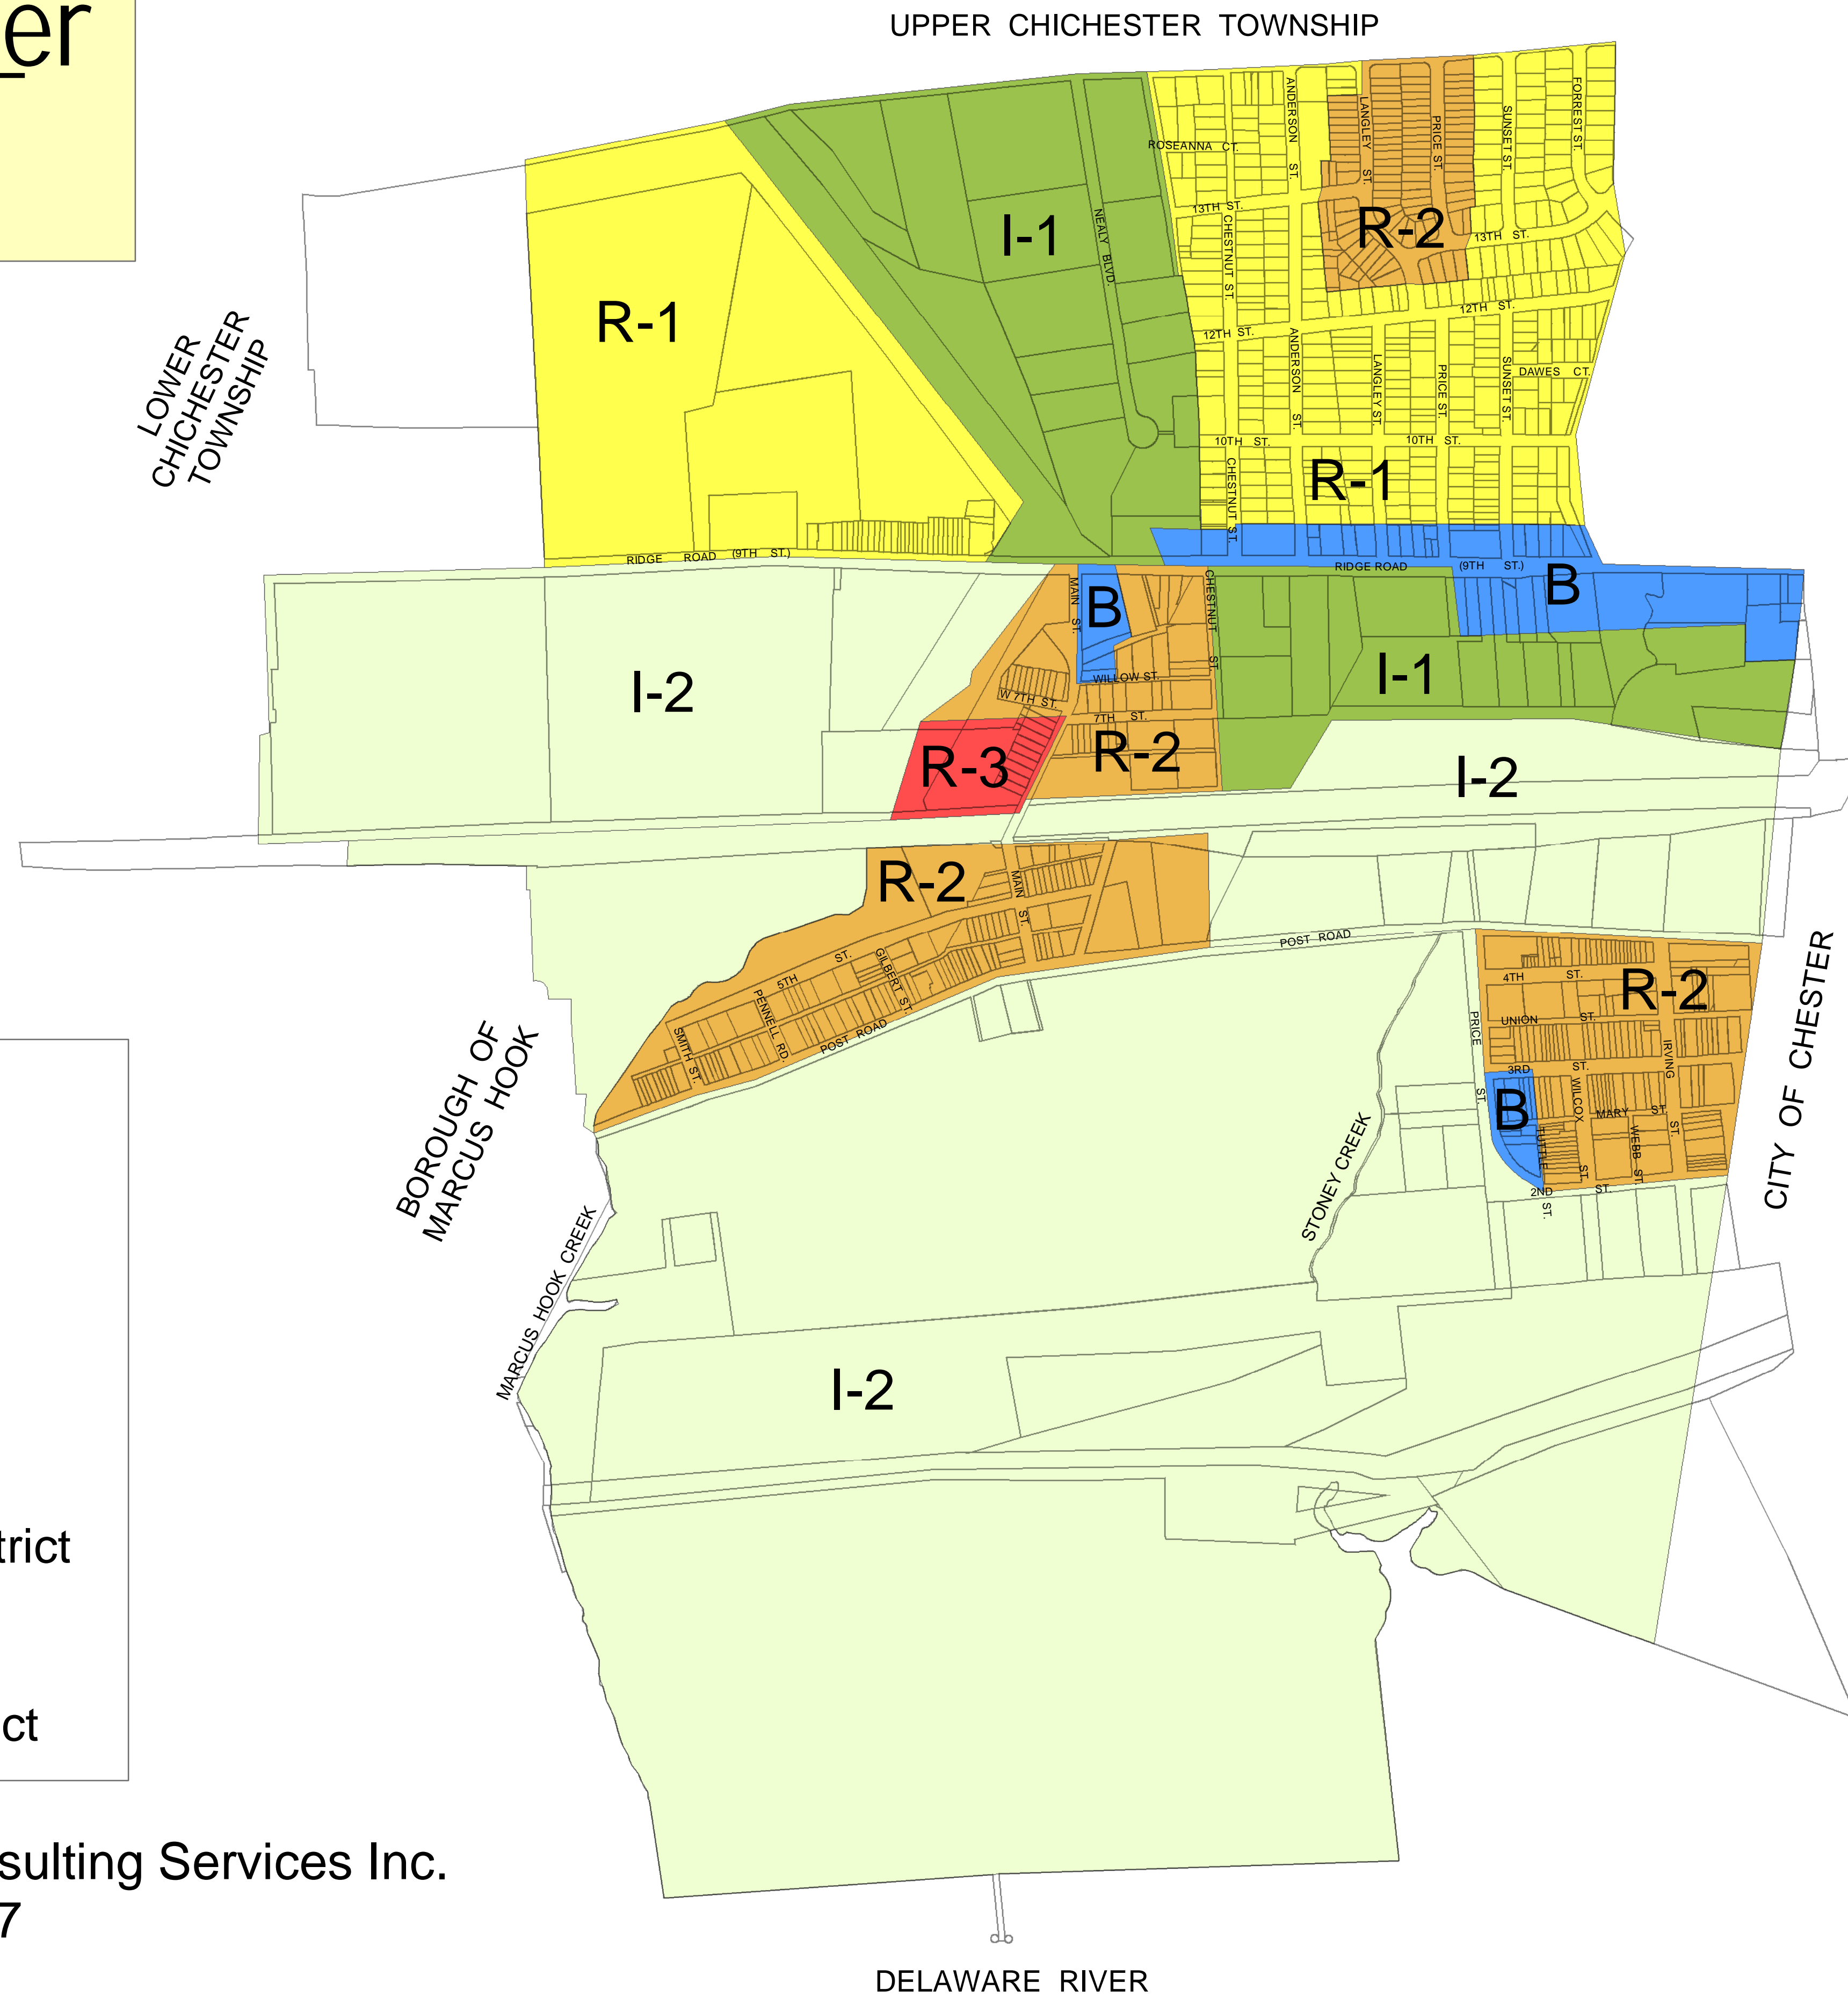 er
UPPER CHICHESTER TOWNSHIP
LOWER
CHICHESTER
TOWNSHIP
R-1
I-1
NEALY BLVD.
ROSEANNA CT.
ANDERSON ST.
LANGLEY ST.
PRICE ST.
SUNSET ST.
FORREST ST.
R-2
13TH ST.
13TH ST.
CHESTNUT ST.
12TH ST.
12TH ST.
ANDERSON ST.
LANGLEY ST.
PRICE ST.
SUNSET ST.
DAWES CT.
10TH ST.
10TH ST.
CHESTNUT ST.
R-1
RIDGE ROAD (9TH ST.)
RIDGE ROAD (9TH ST.)
B
MAIN ST.
B
CHESTNUT ST.
I-2
WILLOW ST.
W 7TH ST.
7TH ST.
I-1
R-3
R-2
I-2
R-2
MAIN ST.
5TH ST.
GILBERT ST.
PENNELL RD.
SMITH ST.
POST ROAD
POST ROAD
4TH ST.
R-2
UNION ST.
PRICE ST.
IRVING ST.
3RD ST.
B
WILCOX ST.
MARY ST.
TUTTLE ST.
WEBB ST.
2ND ST.
CITY OF CHESTER
BOROUGH OF
MARCUS HOOK
STONEY CREEK
MARCUS HOOK CREEK
I-2
trict
ct
sulting Services Inc.
7
DELAWARE RIVER